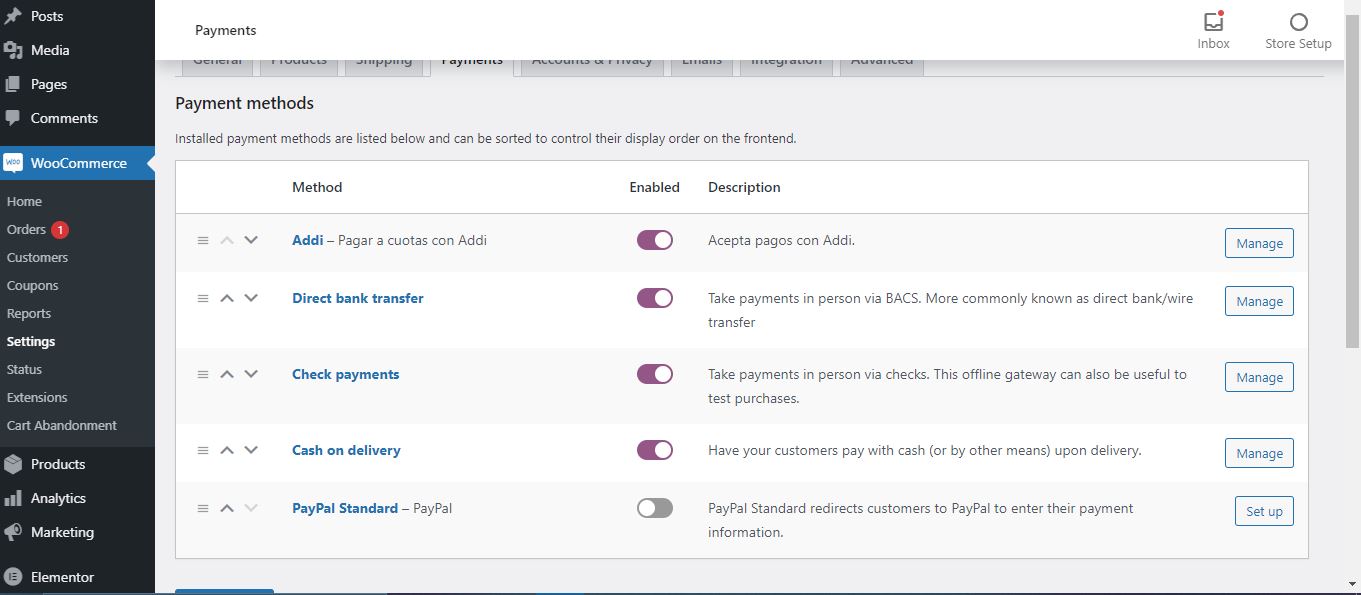 Posts
Media
Pages
Comments
WOO WooCommerce
Home
Orders 1
Customers
Coupons
Reports
Settings
Status
Extensions
Cart Abandonment
Products
Analytics
Marketing
Elementor
Payments
Inbox
Store Setup
General Products Shipping Payments Accounts & Privacy Emails Integration Advanced
Payment methods
Installed payment methods are listed below and can be sorted to control their display order on the frontend.
Method Enabled Description
Addi – Pagar a cuotas con Addi Acepta pagos con Addi. Manage
Direct bank transfer Take payments in person via BACS. More commonly known as direct bank/wire Manage
transfer
Check payments Take payments in person via checks. This offline gateway can also be useful to Manage
test purchases.
Cash on delivery Have your customers pay with cash (or by other means) upon delivery. Manage
PayPal Standard – PayPal PayPal Standard redirects customers to PayPal to enter their payment Set up
information.